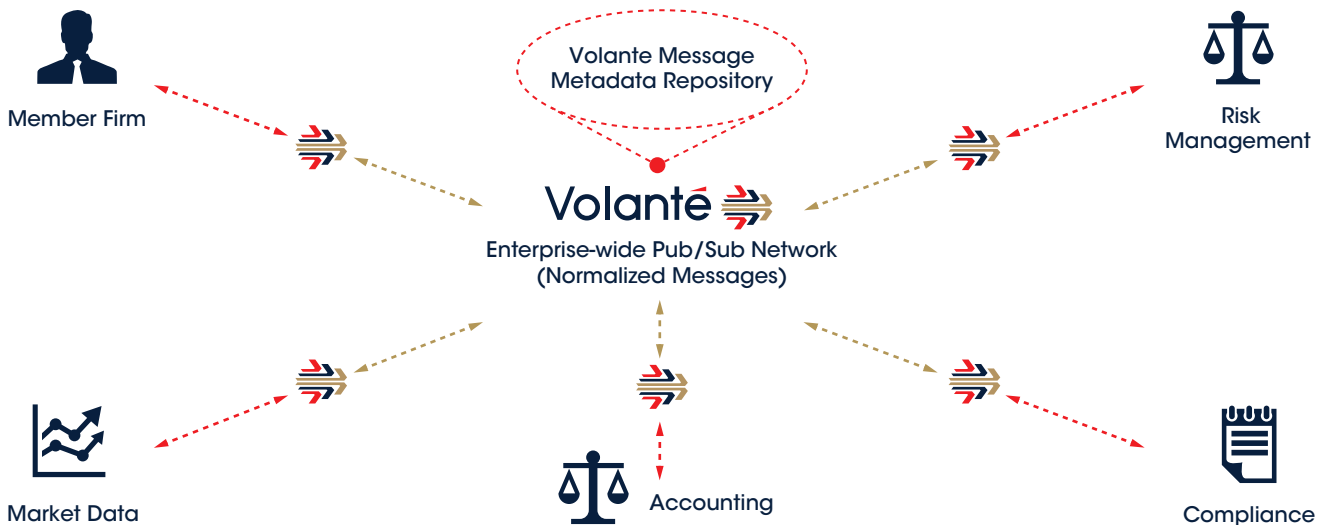 Volante Message
Metadata Repository
Member Firm
Risk
Management
Volanté
Enterprise-wide Pub/Sub Network
(Normalized Messages)
Market Data
Accounting
Compliance